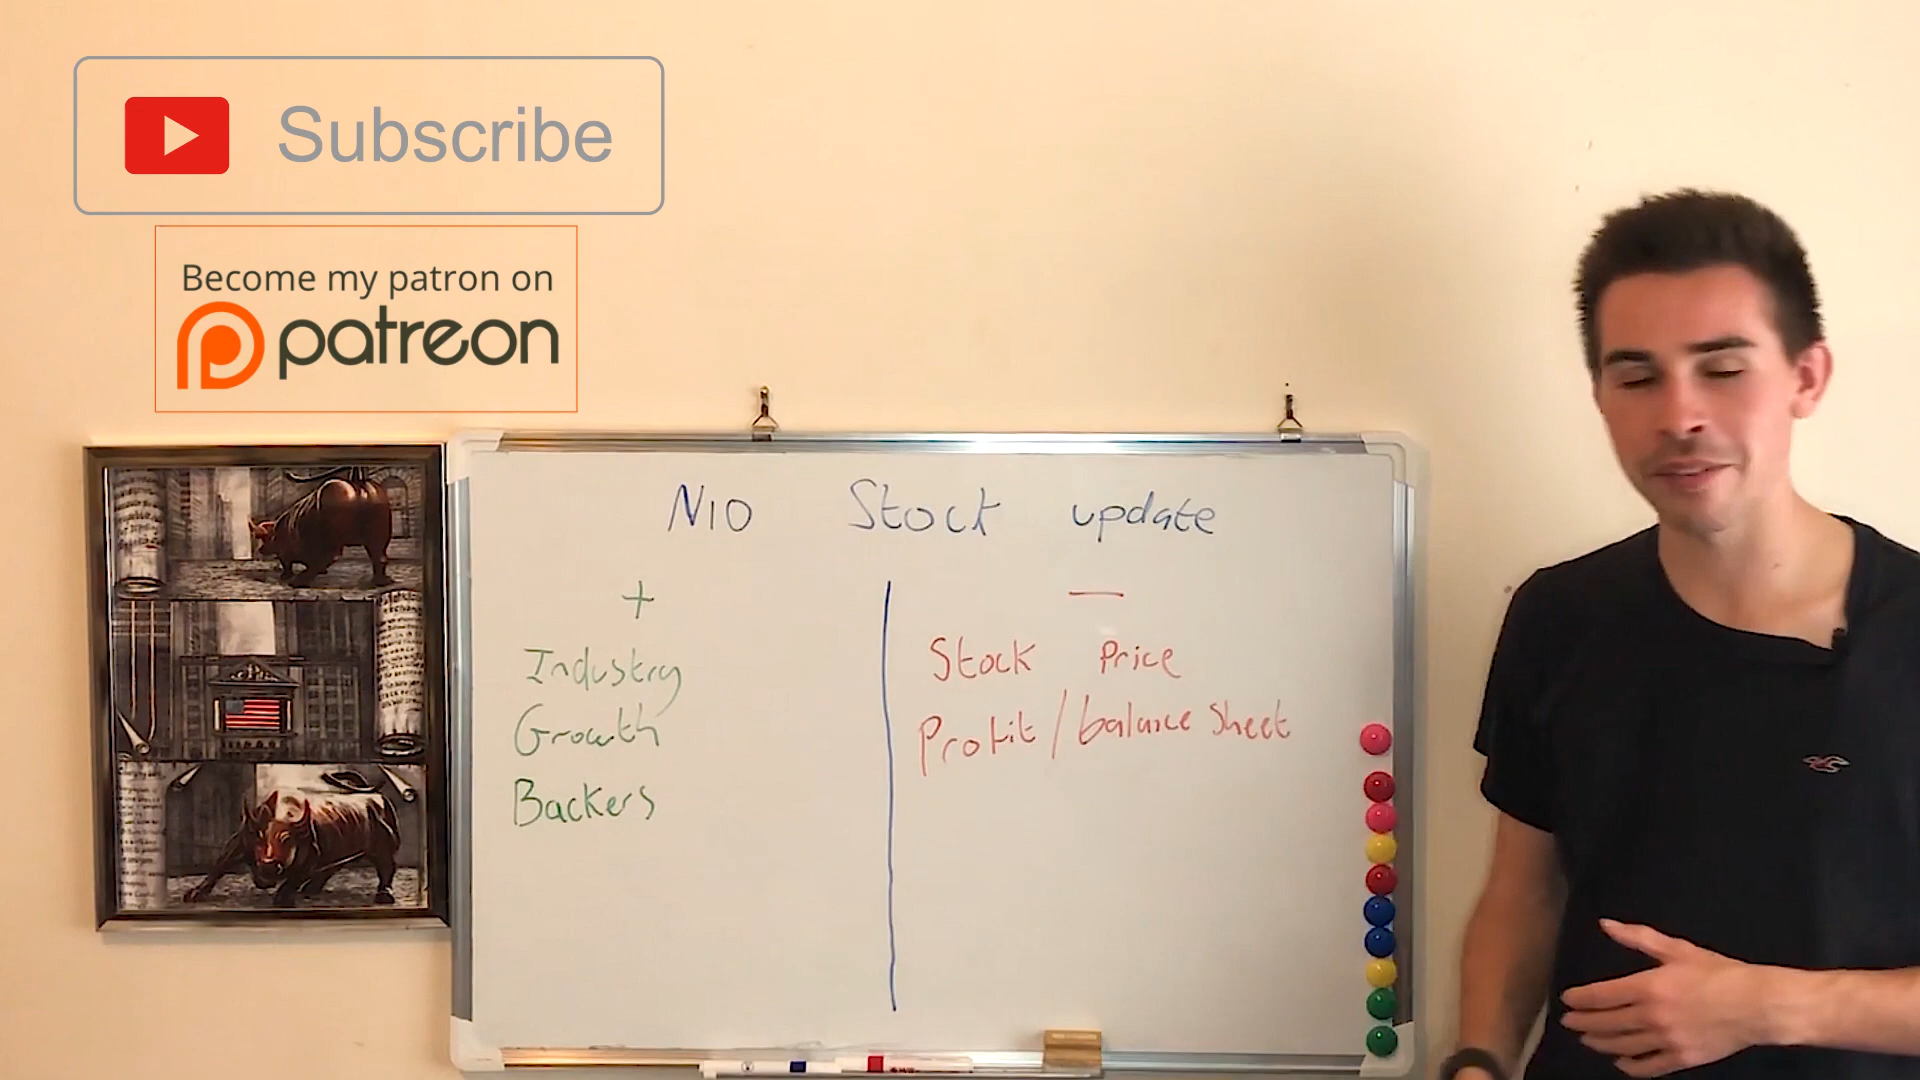 Subscribe
Become my patron on
patreon
NIO Stock update
+ —
Industry
Growth
Backers
Stock Price
Profit/balance Sheet